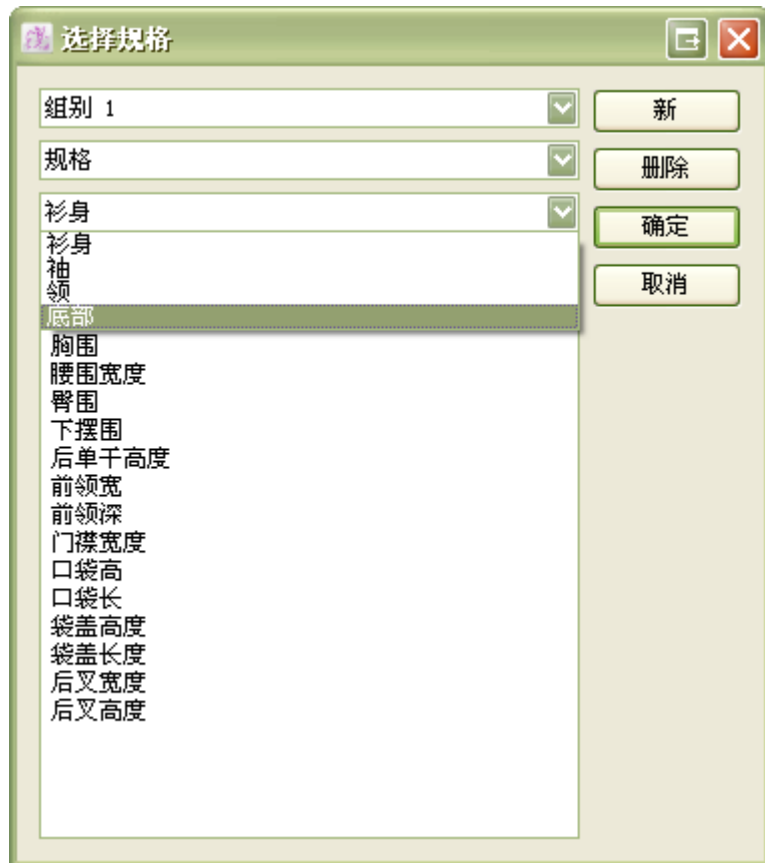 选择规格
组别 1
新
规格
删除
衫身
确定
衫身
袖
领
取消
底部
胸围
腰围宽度
臀围
下摆围
后单干高度
前领宽
前领深
门襟宽度
口袋高
口袋长
袋盖高度
袋盖长度
后叉宽度
后叉高度